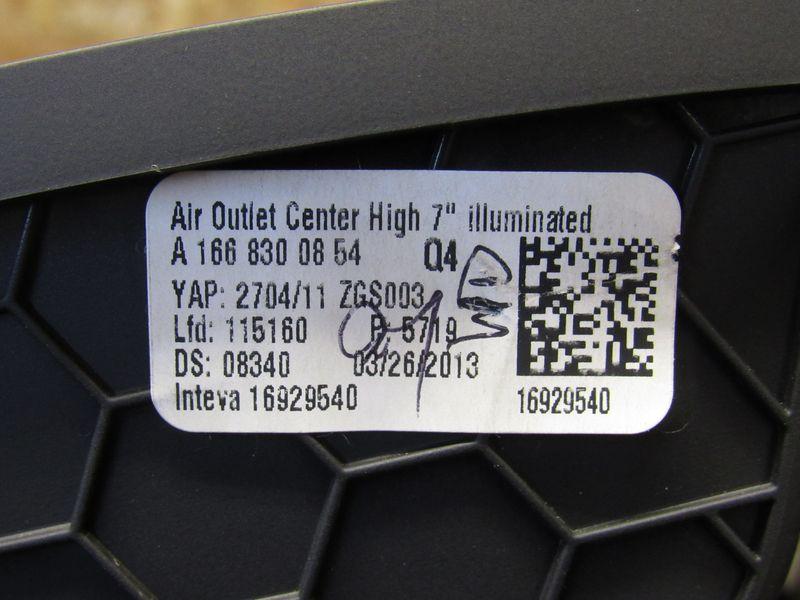 Air Outlet Center High 7" illuminated
A 166 830 08 54 Q4
YAP: 2704/11 ZGS003
Lfd: 115160 P 5719
DS: 08340 03/26/2013
Inteva 16929540
16929540